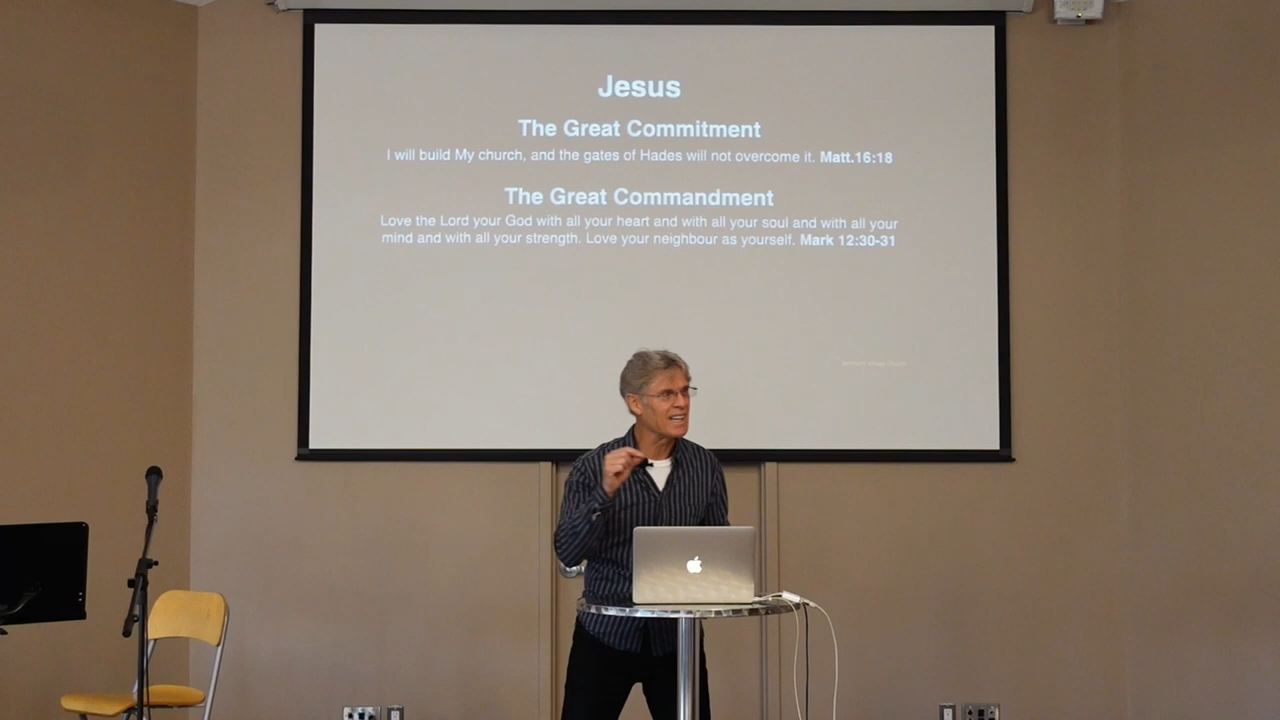 Jesus
The Great Commitment
I will build My church, and the gates of Hades will not overcome it. Matt.16:18
The Great Commandment
Love the Lord your God with all your heart and with all your soul and with all your
mind and with all your strength. Love your neighbour as yourself. Mark 12:30-31